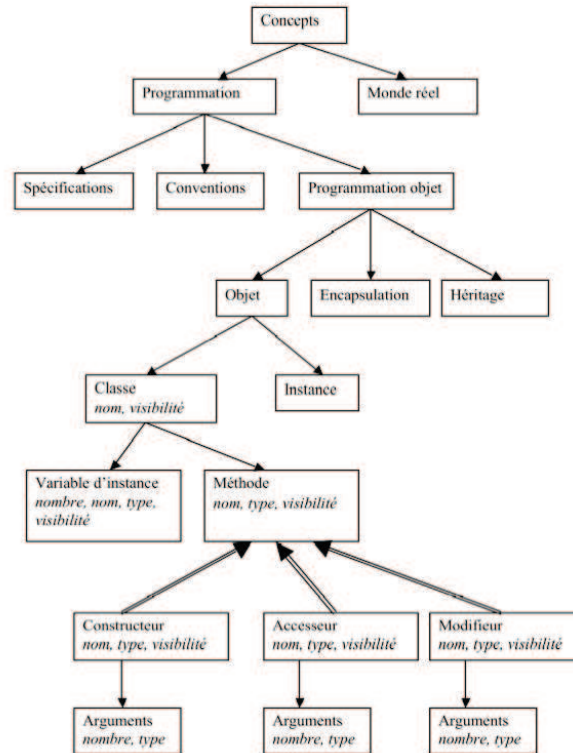 Concepts
Programmation
Monde réel
Spécifications
Conventions
Programmation objet
Objet
Encapsulation
Héritage
Classe
nom, visibilité
Instance
Variable d'instance
nombre, nom, type,
visibilité
Méthode
nom, type, visibilité
Constructeur
nom, type, visibilité
Accesseur
nom, type, visibilité
Modifieur
nom, type, visibilité
Arguments
nombre, type
Arguments
nombre, type
Arguments
nombre, type